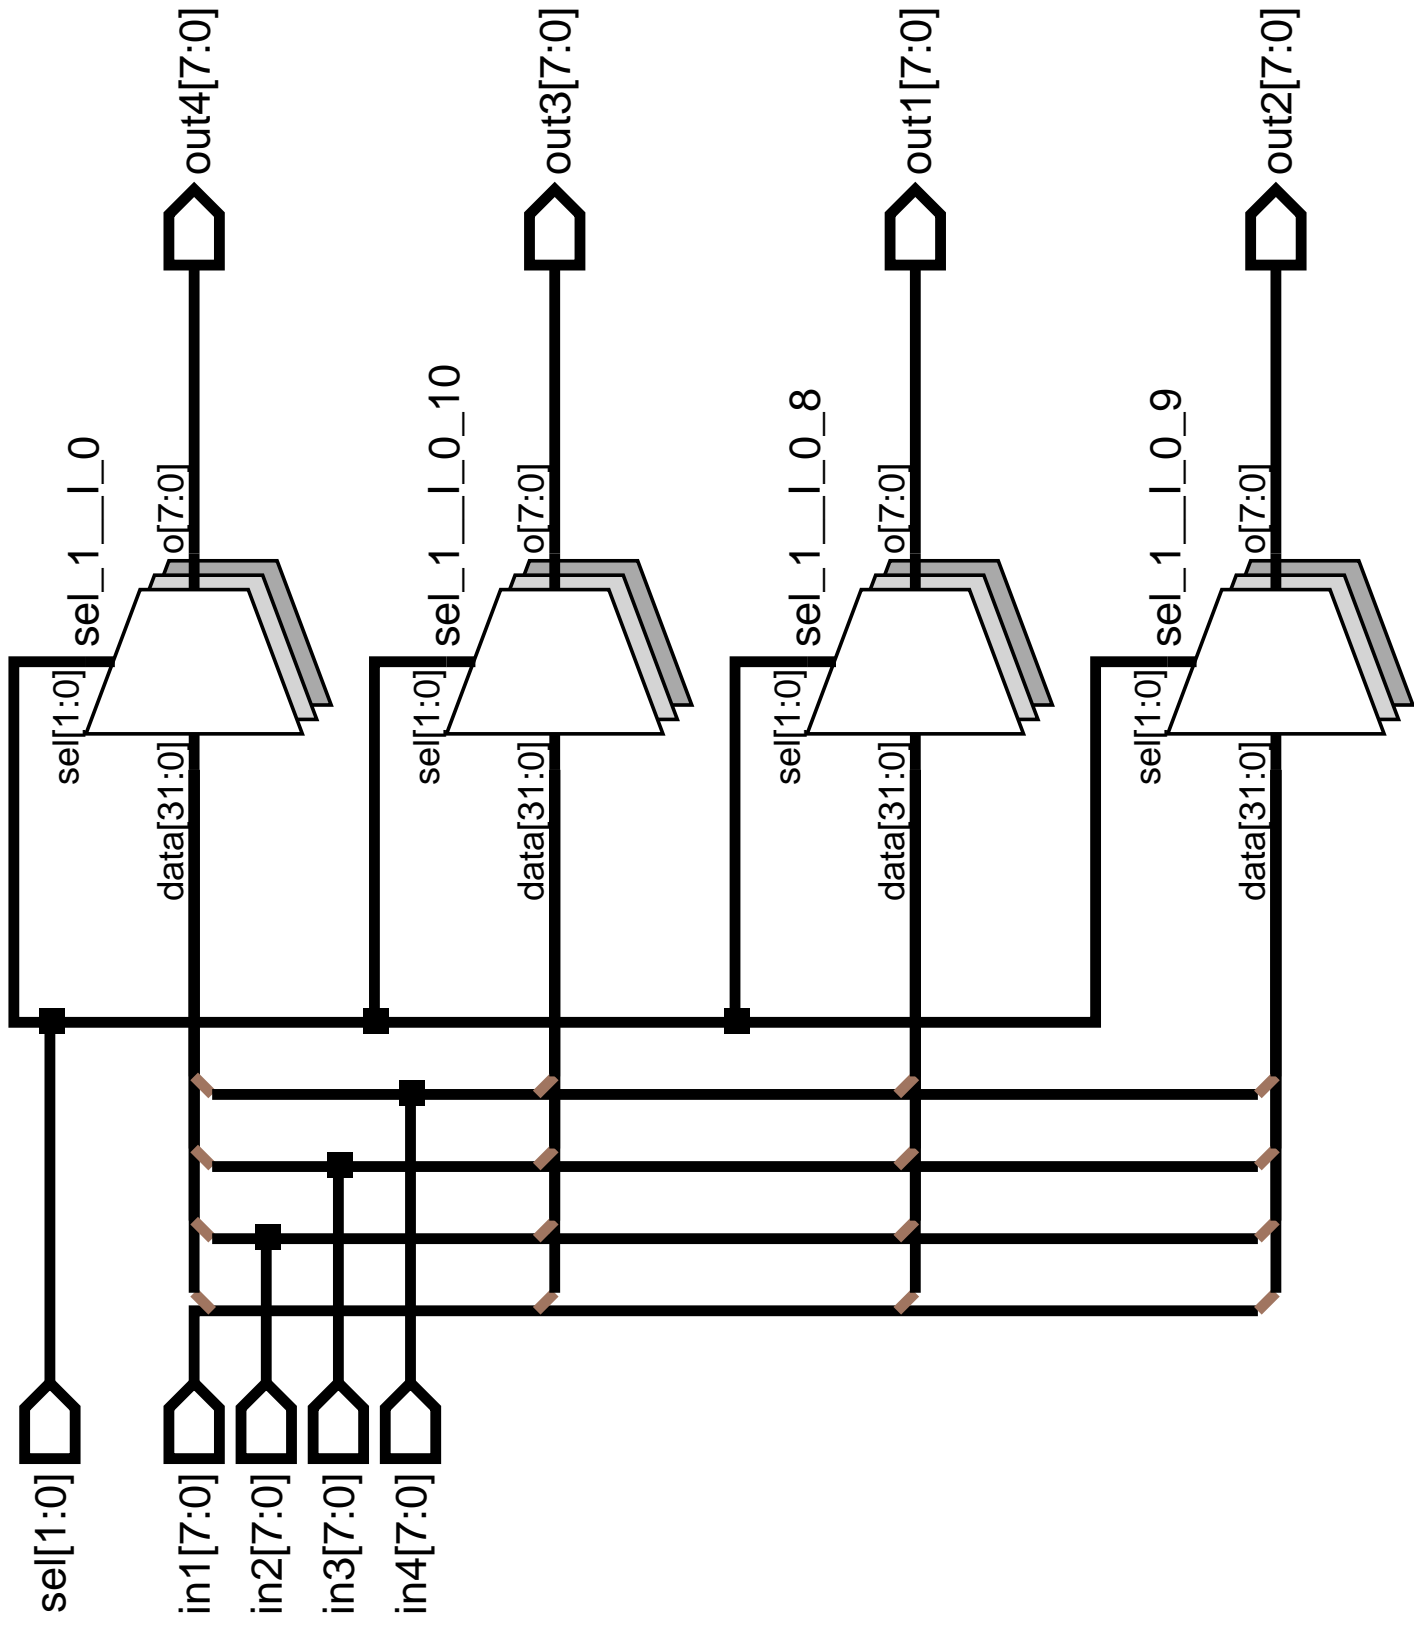 sel[1:0]
in1[7:0]
in2[7:0]
in3[7:0]
in4[7:0]
sel_1__I_0
sel[1:0]
data[31:0]
o[7:0]
out4[7:0]
sel_1__I_0_10
sel[1:0]
data[31:0]
o[7:0]
out3[7:0]
sel_1__I_0_8
sel[1:0]
data[31:0]
o[7:0]
out1[7:0]
sel_1__I_0_9
sel[1:0]
data[31:0]
o[7:0]
out2[7:0]